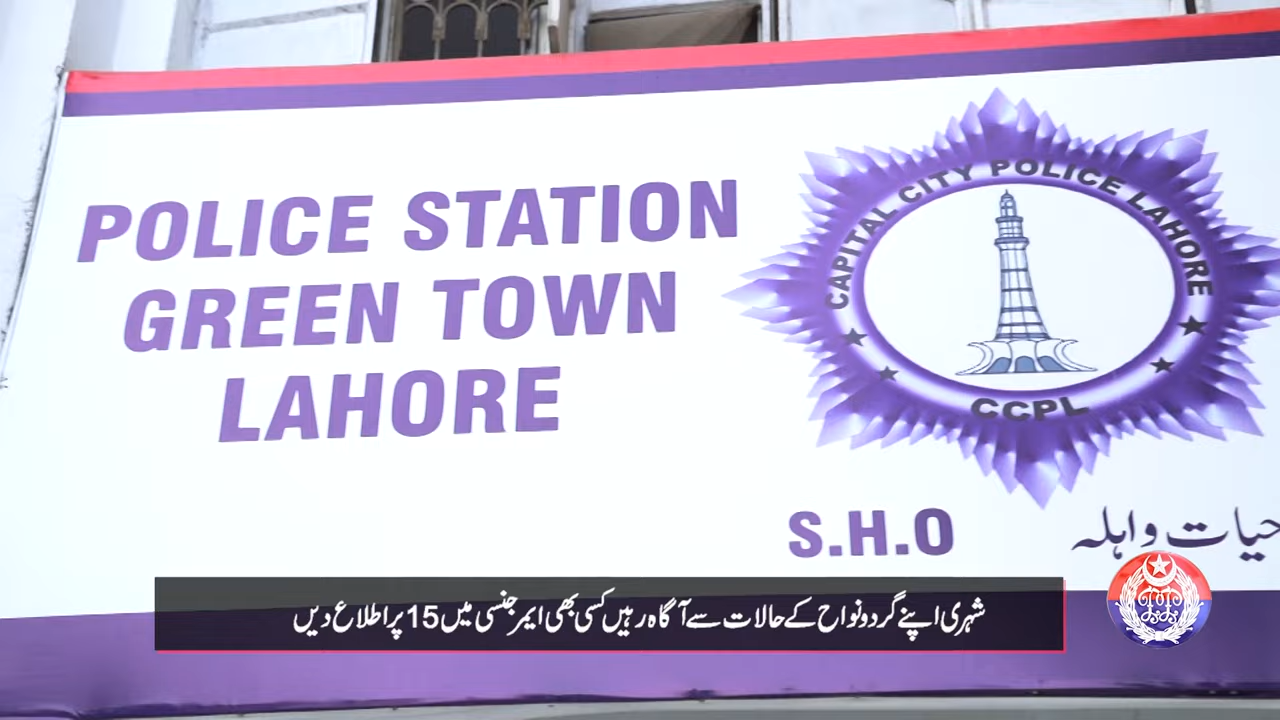 POLICE STATION
GREEN TOWN
LAHORE
CAPITAL CITY POLICE LAHORE
CCPL
S.H.O
حیات واہلہ
شہری اپنے گردونواح کے حالات سے آگاہ رہیں کسی بھی ایمرجنسی میں 15 پر اطلاع دیں